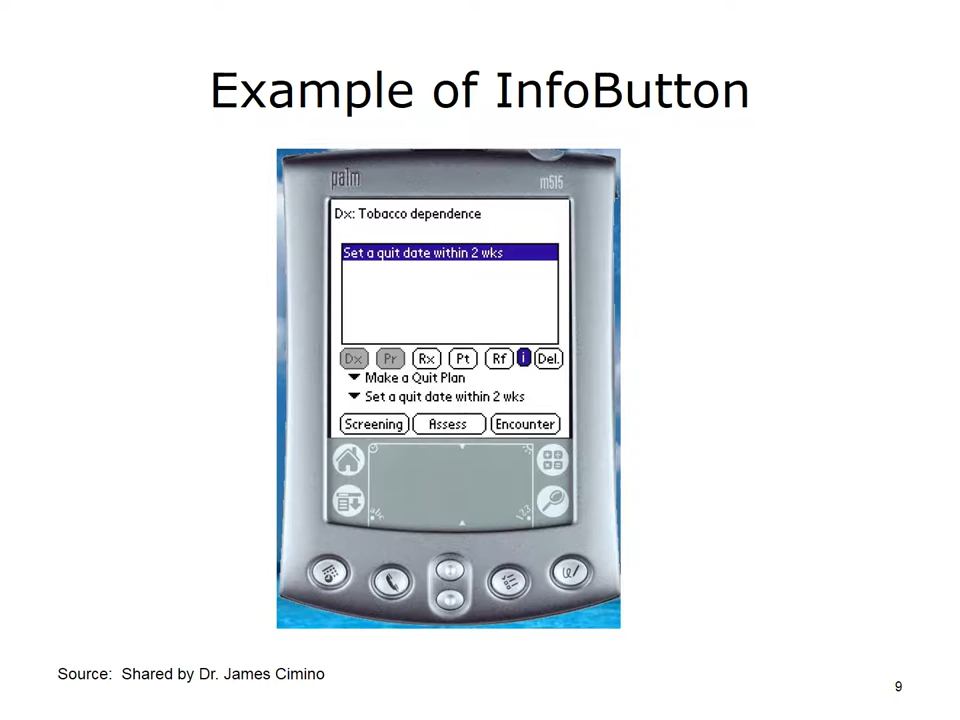 Example of InfoButton
palm
m515
Dx: Tobacco dependence
Set a quit date within 2 wks
Dx Pr Rx Pt Rf i Del.
Make a Quit Plan
Set a quit date within 2 wks
Screening Assess Encounter
abc 123
Source: Shared by Dr. James Cimino
9